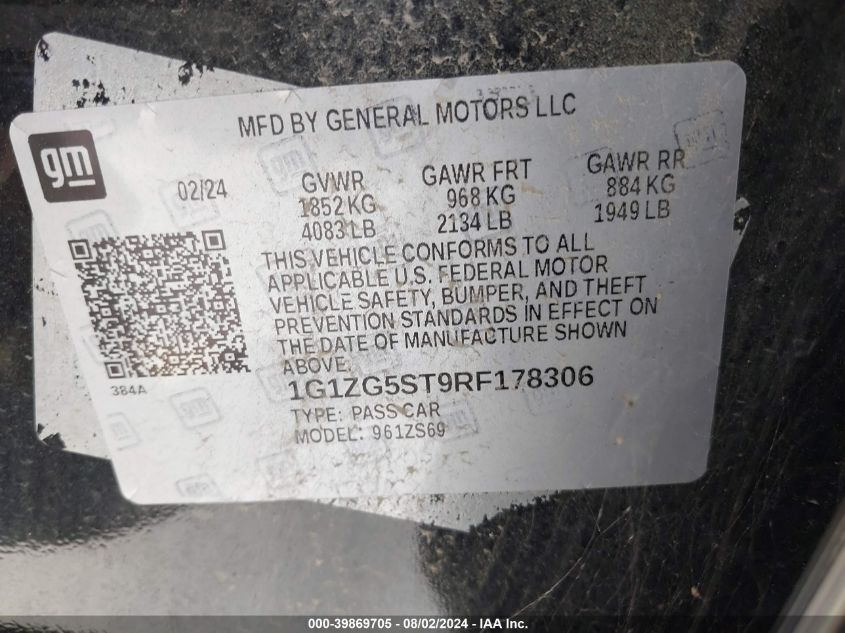 MFD BY GENERAL MOTORS LLC
gm
02/24
GVWR GAWR FRT GAWR RR
1852 KG 968 KG 884 KG
4083 LB 2134 LB 1949 LB
THIS VEHICLE CONFORMS TO ALL
APPLICABLE U.S. FEDERAL MOTOR
VEHICLE SAFETY, BUMPER, AND THEFT
PREVENTION STANDARDS IN EFFECT ON
THE DATE OF MANUFACTURE SHOWN
ABOVE.
384A
1G1ZG5ST9RF178306
TYPE: PASS CAR
MODEL: 961ZS69
000-39869705 - 08/02/2024 - IAA Inc.